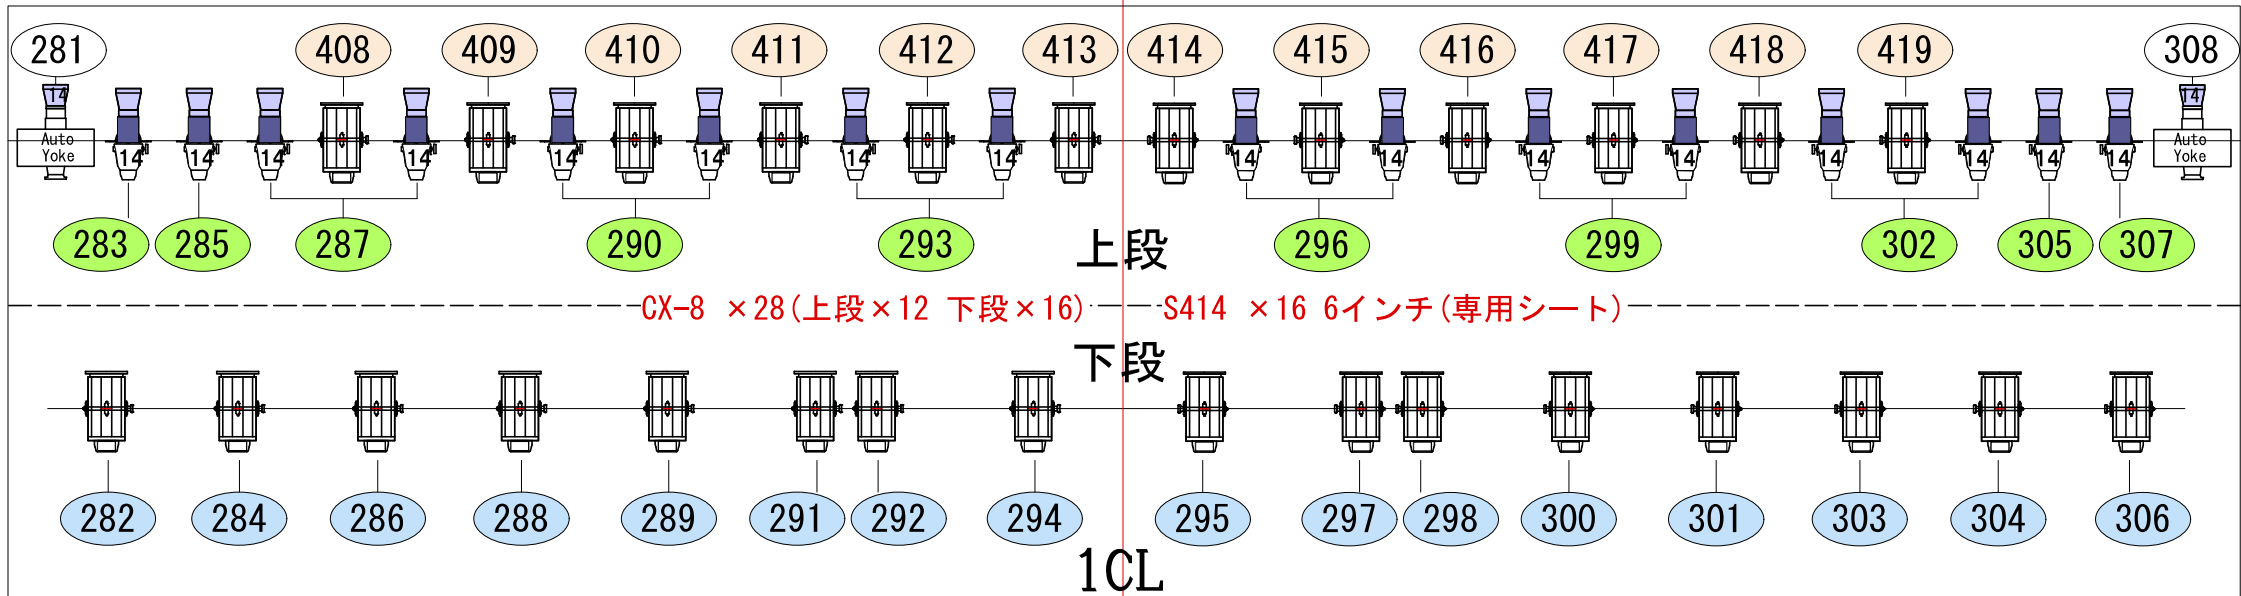 281 408 409 410 411 412 413 414 415 416 417 418 419 308
14 14
Auto Yoke Auto Yoke
14 14 14 14 14 14 14 14 14 14 14 14 14 14 14 14
283 285 287 290 293 296 299 302 305 307
上段
CX-8 ×28(上段×12 下段×16) S414 ×16 6インチ(専用シート)
下段
282 284 286 288 289 291 292 294 295 297 298 300 301 303 304 306
1CL